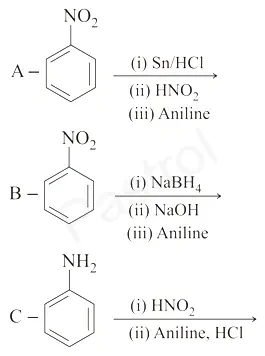 NO₂
A –
(i) Sn/HCl
(ii) HNO₂
(iii) Aniline
NO₂
B –
(i) NaBH₄
(ii) NaOH
(iii) Aniline
NH₂
C –
(i) HNO₂
(ii) Aniline, HCl